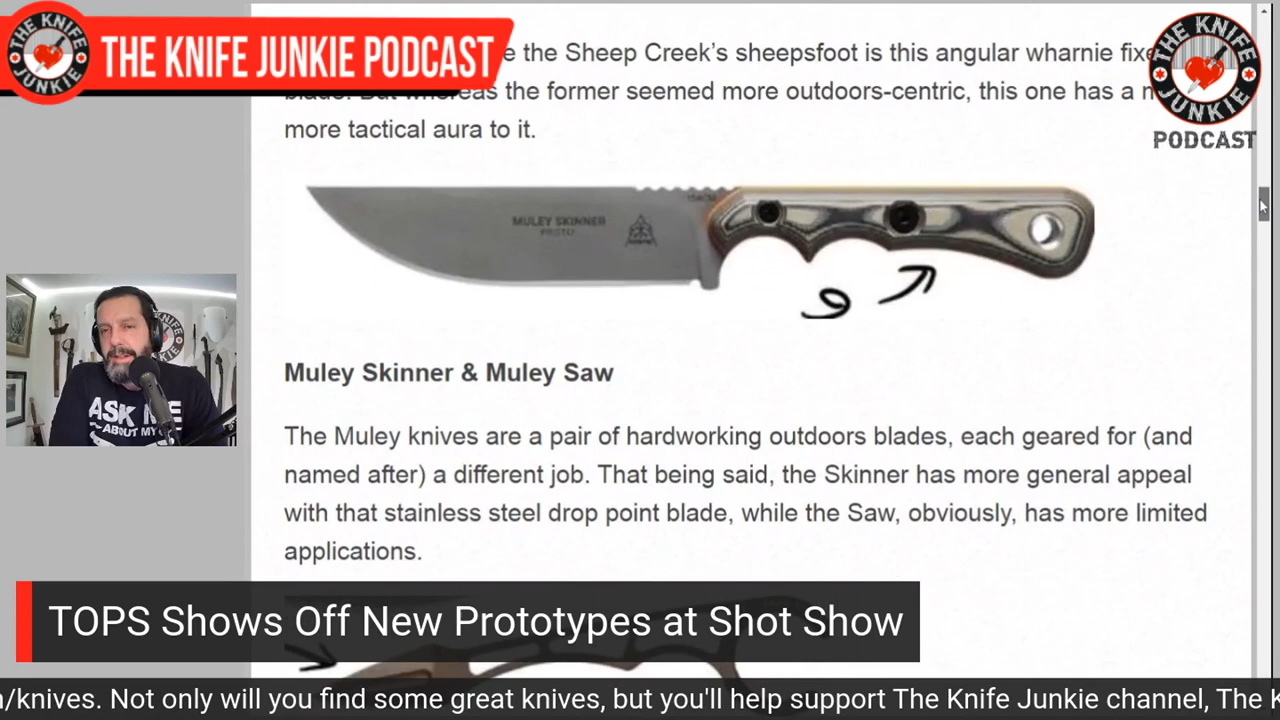 THE KNIFE JUNKIE
THE KNIFE JUNKIE PODCAST
THE KNIFE
JUNKIE
PODCAST
the Sheep Creek's sheepsfoot is this angular wharnie
the former seemed more outdoors-centric, this one has a
more tactical aura to it.
MULEY SKINNER
PROTO
KNIFE
JUNKIE
ASK ME
ABOUT MY
Muley Skinner & Muley Saw
The Muley knives are a pair of hardworking outdoors blades, each geared for (and
named after) a different job. That being said, the Skinner has more general appeal
with that stainless steel drop point blade, while the Saw, obviously, has more limited
applications.
TOPS Shows Off New Prototypes at Shot Show
/knives. Not only will you find some great knives, but you'll help support The Knife Junkie channel, The K